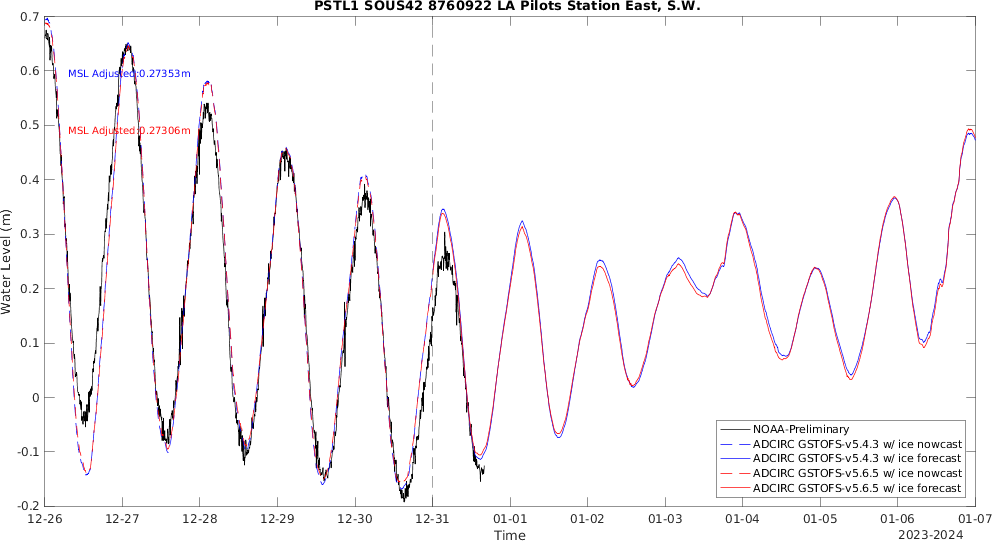 PSTL1 SOUS42 8760922 LA Pilots Station East, S.W.
0.7
0.6
0.5
0.4
0.3
0.2
0.1
0
-0.1
-0.2
Water Level (m)
MSL Adjusted:0.27353m
MSL Adjusted:0.27306m
NOAA-Preliminary
ADCIRC GSTOFS-v5.4.3 w/ ice nowcast
ADCIRC GSTOFS-v5.4.3 w/ ice forecast
ADCIRC GSTOFS-v5.6.5 w/ ice nowcast
ADCIRC GSTOFS-v5.6.5 w/ ice forecast
12-26 12-27 12-28 12-29 12-30 12-31 01-01 01-02 01-03 01-04 01-05 01-06 01-07
Time
2023-2024